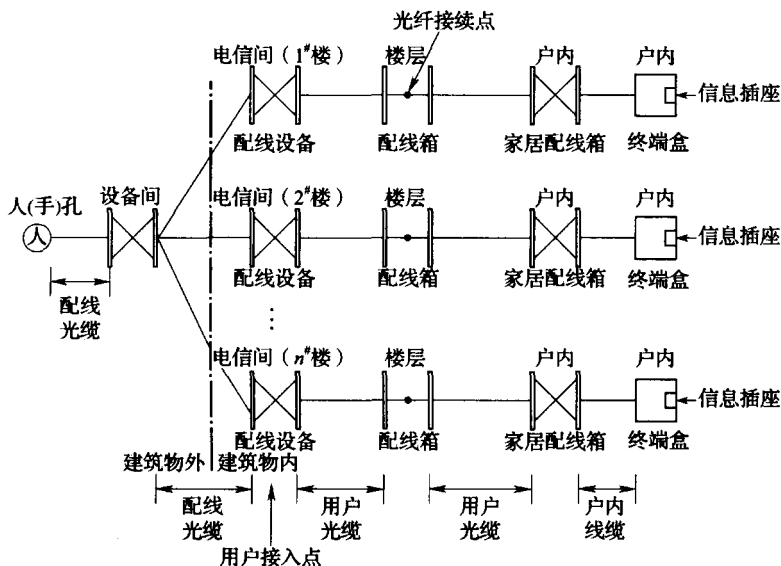 光纤接续点
电信间（1#楼） 楼层 户内 户内
信息插座
配线设备 配线箱 家居配线箱 终端盒
设备间
人(手)孔
人
电信间（2#楼） 楼层 户内 户内
信息插座
配线设备 配线箱 家居配线箱 终端盒
配线
光缆
⋮
电信间（n#楼） 楼层 户内 户内
信息插座
配线设备 配线箱 家居配线箱 终端盒
建筑物外 建筑物内
配线 用户 用户 户内
光缆 光缆 光缆 线缆
用户接入点